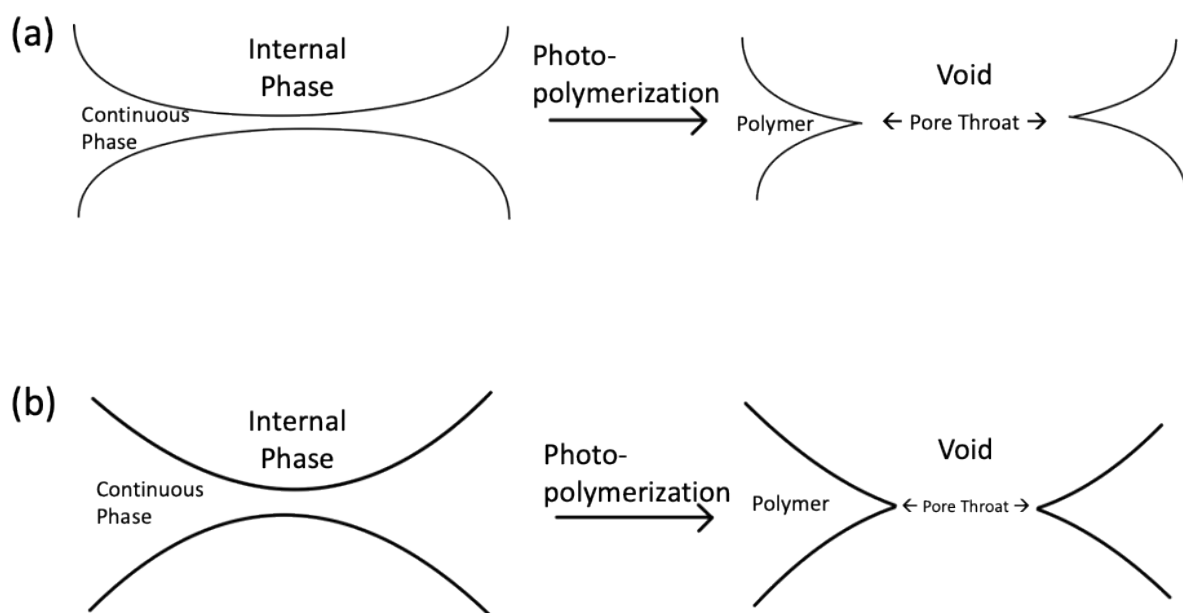 (a)
Internal
Phase
Continuous
Phase
Photo-
polymerization
Void
Polymer
← Pore Throat →
(b)
Internal
Phase
Continuous
Phase
Photo-
polymerization
Void
Polymer
← Pore Throat →